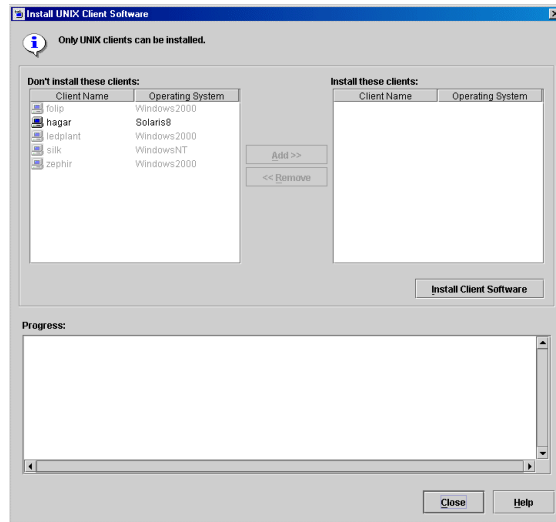 Install UNIX Client Software
Only UNIX clients can be installed.
Don't install these clients:
Install these clients:
Client Name Operating System
Client Name Operating System
folip Windows2000
hagar Solaris8
ledplant Windows2000
silk WindowsNT
zephir Windows2000
Add >>
<< Remove
Install Client Software
Progress:
Close Help